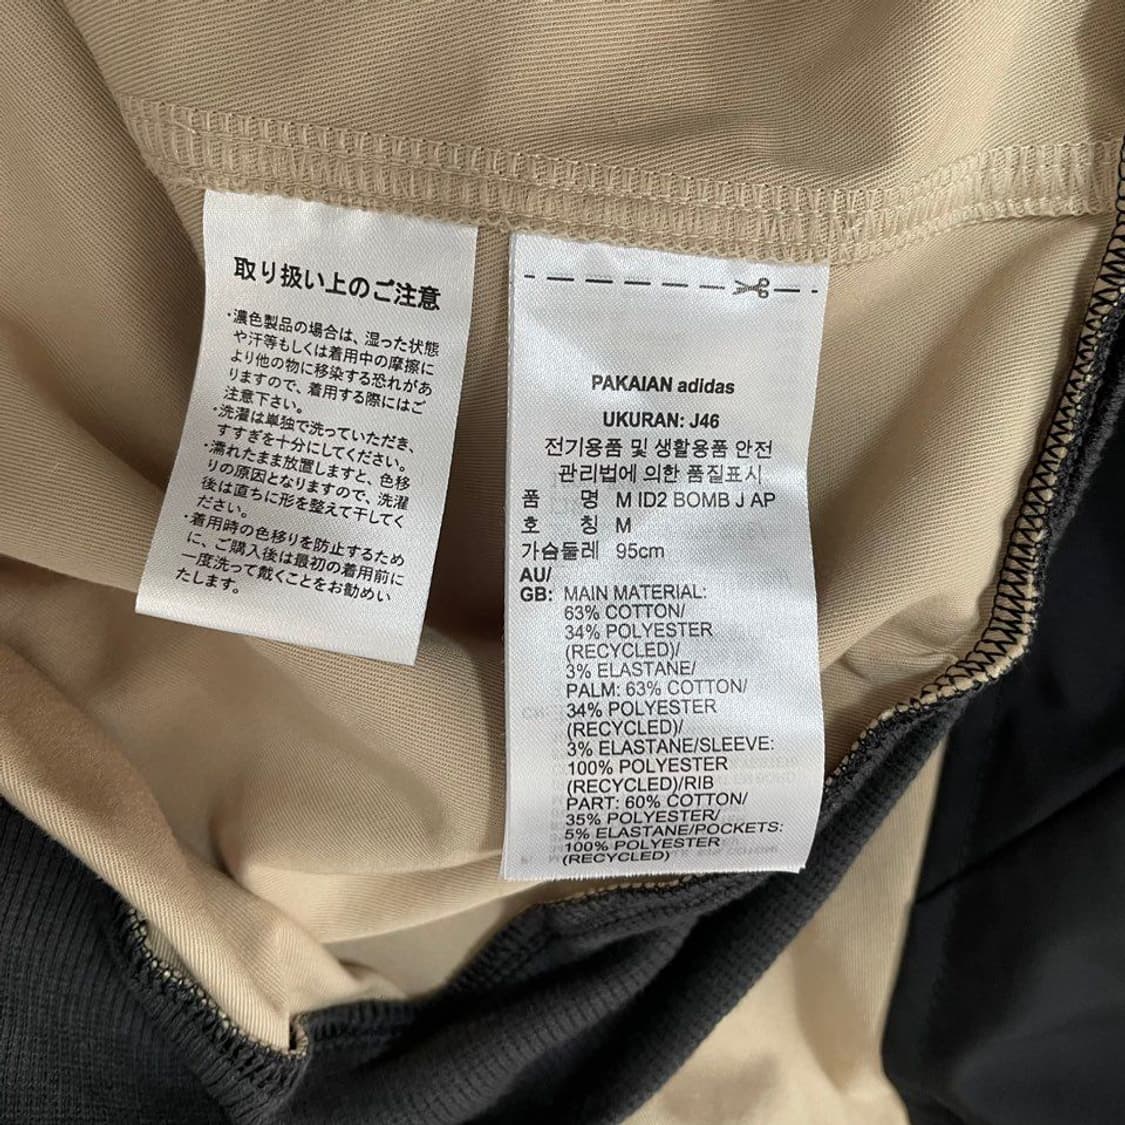 取り扱い上のご注意
・濃色製品の場合は、湿った状態
や汗等もしくは着用中の摩擦に
より他の物に移染する恐れがあ
りますので、着用する際にはご
注意下さい。
・洗濯は単独で洗っていただき、
すすぎを十分にしてください。
・濡れたまま放置しますと、色移
りの原因となりますので、洗濯
後は直ちに形を整えて干してく
ださい。
・着用時の色移りを防止するため
に、ご購入後は最初の着用前に
一度洗って戴くことをお勧めい
たします。
PAKAIAN adidas
UKURAN: J46
전기용품 및 생활용품 안전
관리법에 의한 품질표시
품 명 M ID2 BOMB J AP
호 칭 M
가슴둘레 95cm
AU/
GB: MAIN MATERIAL:
63% COTTON/
34% POLYESTER
(RECYCLED)/
3% ELASTANE/
PALM: 63% COTTON/
34% POLYESTER
(RECYCLED)/
3% ELASTANE/SLEEVE:
100% POLYESTER
(RECYCLED)/RIB
PART: 60% COTTON/
35% POLYESTER/
5% ELASTANE/POCKETS:
100% POLYESTER
(RECYCLED)